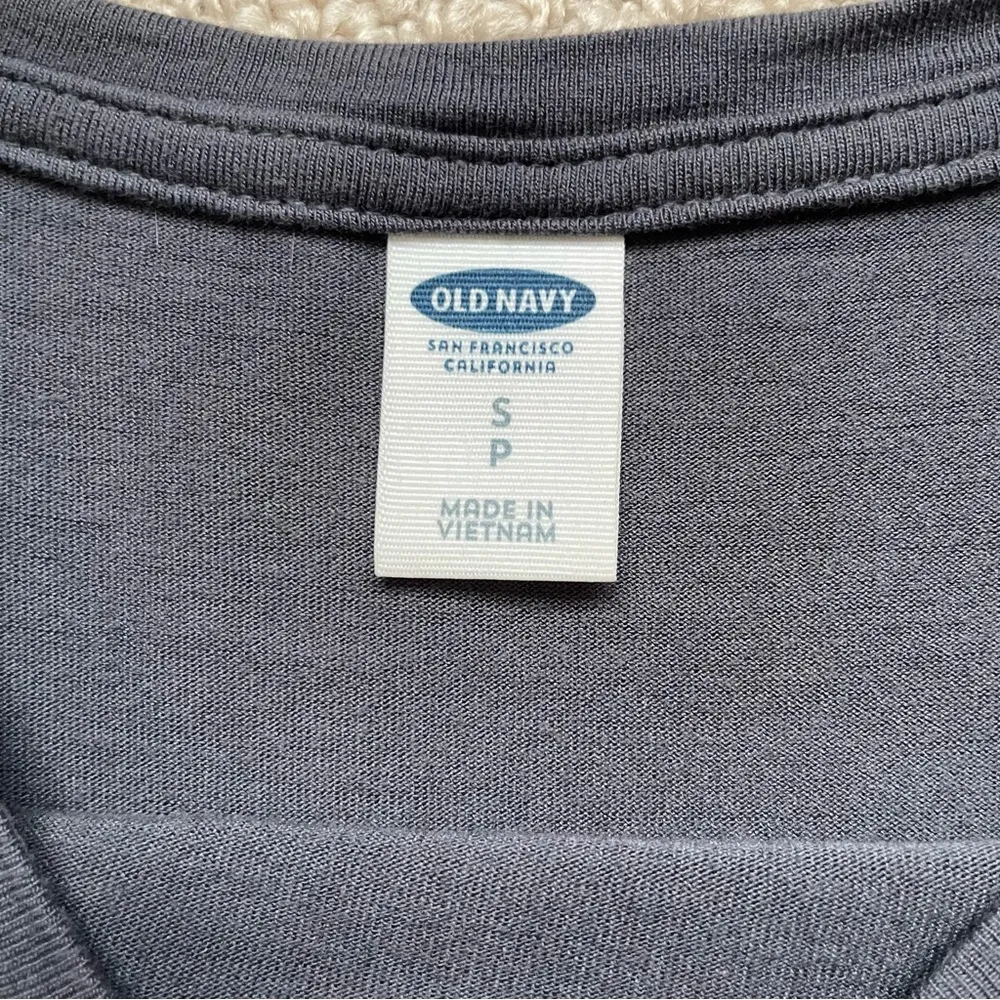 OLD NAVY
SAN FRANCISCO
CALIFORNIA
S
P
MADE IN
VIETNAM